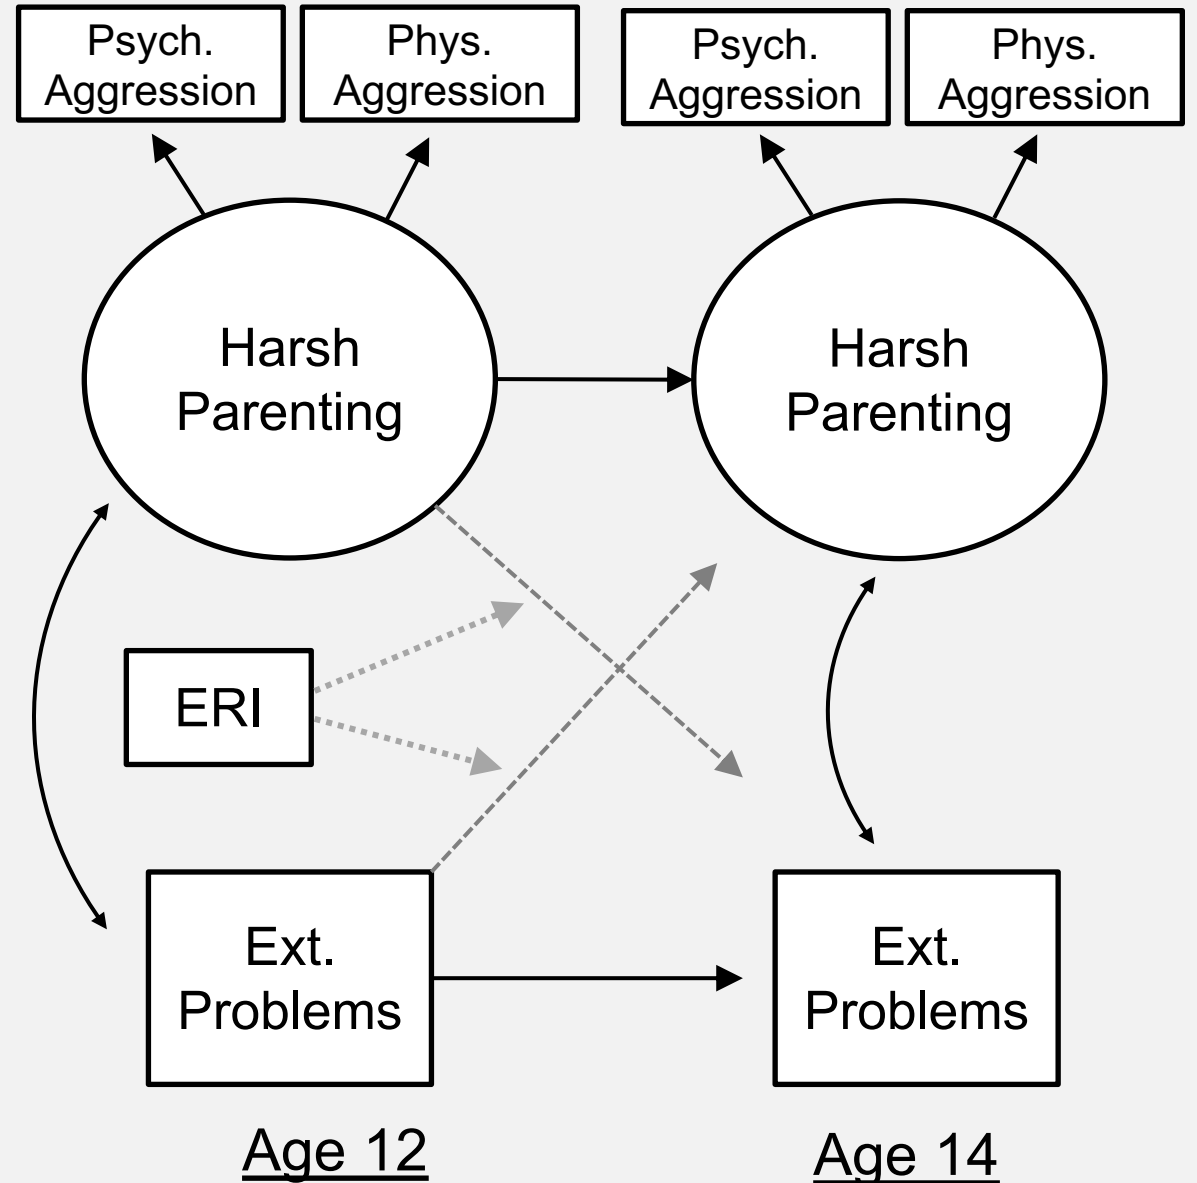 Psych.
Aggression
Phys.
Aggression
Psych.
Aggression
Phys.
Aggression
Harsh
Parenting
Harsh
Parenting
ERI
Ext.
Problems
Ext.
Problems
Age 12
Age 14